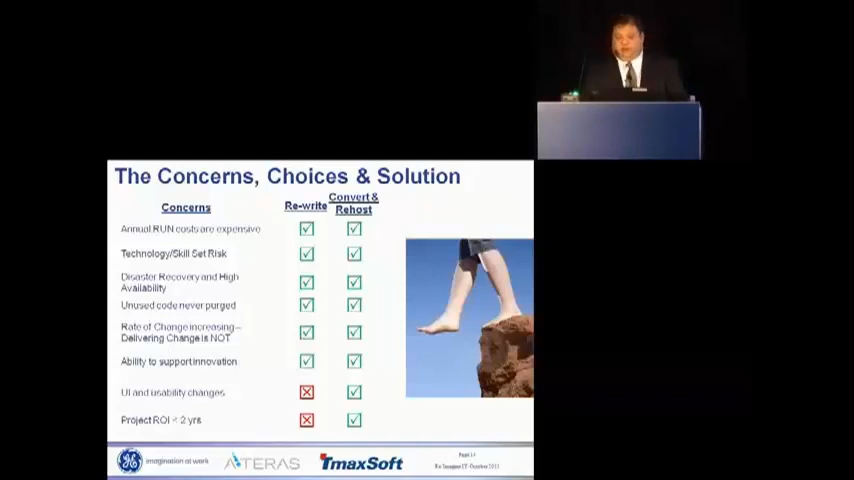 The Concerns, Choices & Solution
Concerns
Re-write
Convert &
Rehost
Annual RUN costs are expensive
Technology/Skill Set Risk
Disaster Recovery and High
Availability
Unused code never purged
Rate of Change increasing–
Delivering Change is NOT
Ability to support innovation
UI and usability changes
Project ROI < 2 yrs
imagination at work
ATERAS
TmaxSoft